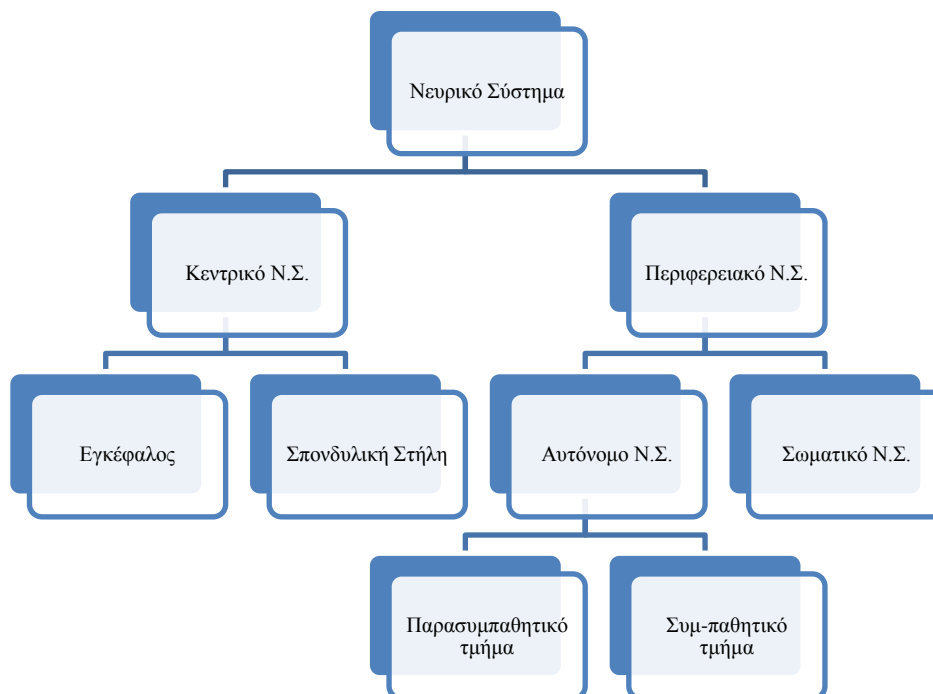 Νευρικό Σύστημα
Κεντρικό Ν.Σ.
Περιφερειακό Ν.Σ.
Εγκέφαλος
Σπονδυλική Στήλη
Αυτόνομο Ν.Σ.
Σωματικό Ν.Σ.
Παρασυμπαθητικό
τμήμα
Συμ-παθητικό
τμήμα